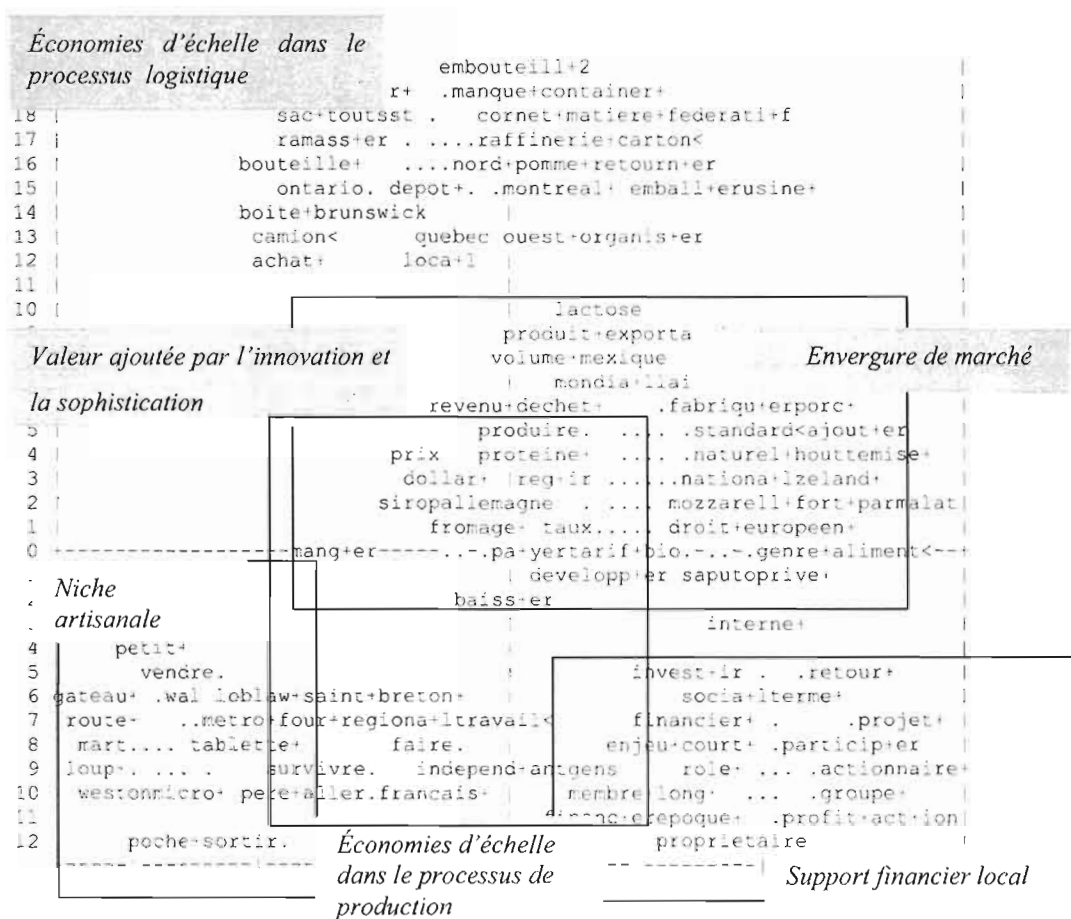 Économies d'échelle dans le
processus logistique
embouteill+2
r+ .manque+container+
18 | sac+toutsst . cornet+matiere+federati+f
17 | ramass+er . ....raffinerie+carton<
16 | bouteille+ ....nord+pomme+retourn+er
15 | ontario. depot+. .montreal+ emball+erusine+
14 | boite+brunswick
13 | camion< quebec ouest+organis+er
12 | achat+ loca+l
11 |
10 | lactose
produit+exporta
Valeur ajoutée par l'innovation et volume+mexique Envergure de marché
mondia+llai
la sophistication
revenu+dechet+ .fabriqu+erporc+
5 produire. . ... .standard<ajout+er
4 | prix proteine+ .... .naturel+houttemise+
3 | dollar+ |reg+ir ......nationa+lzeland+
2 | siropallemagne . .... mozzarell+fort+parmalat|
1 | fromage+ taux..... droit+europeen+
0 +-------------------mang+er-----..-.pa+yertarif+bio.-..-.genre+aliment<--+
| developp+er saputoprive+
Niche
baiss+er
artisanale
interne+
4 petit+
5 vendre. invest+ir . .retour+
6 gateau+ .wal loblaw+saint+breton+ socia+lterme+
7 route+ ..metro+four+regiona+ltravail< financier+ . .projet+
8 mart.... tablette+ faire. enjeu+court+ .particip+er
9 loup+. ... . survivre. independ+antgens role+ ... .actionnaire+
10 westonmicro+ pere+aller.francais+ | membre+long+ ... .groupe+
11 financ+erepoque+ .profit+act+ion|
12 poche+sortir. proprietaire
Économies d'échelle
dans le processus de
production
Support financier local